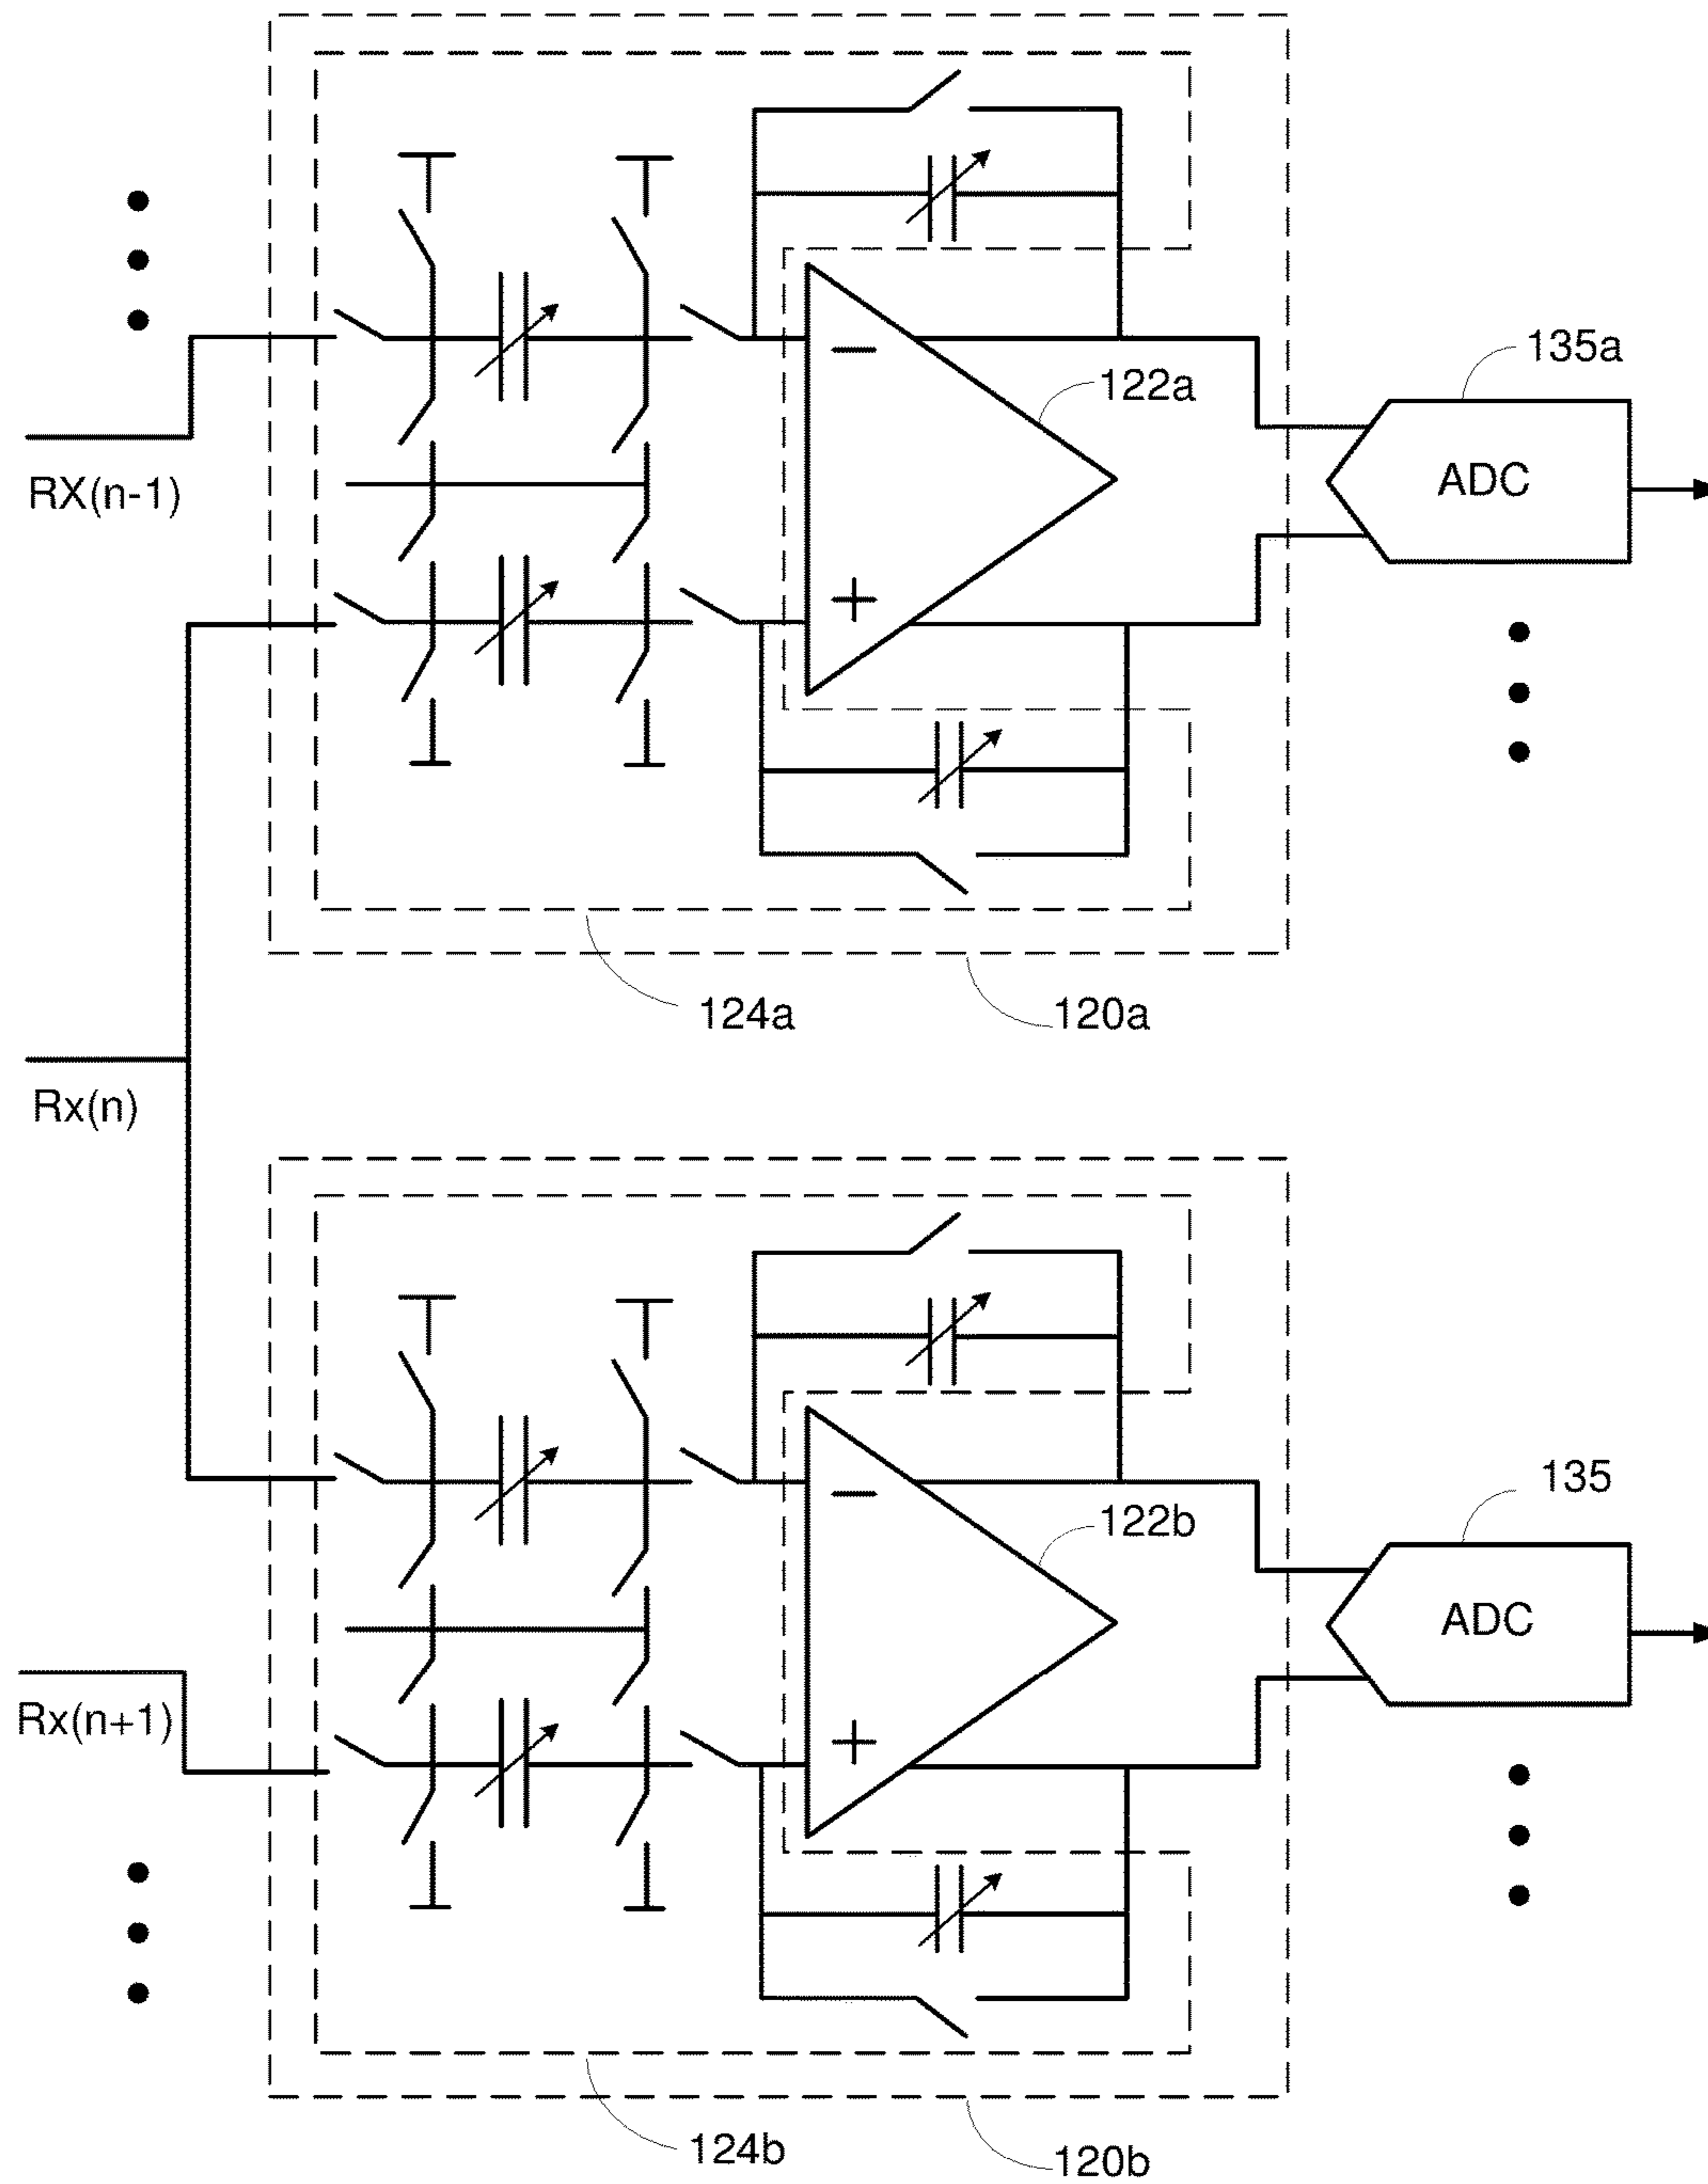 135a
122a
ADC
RX(n-1)
−
+
124a
120a
Rx(n)
135
122b
ADC
−
+
Rx(n+1)
124b
120b